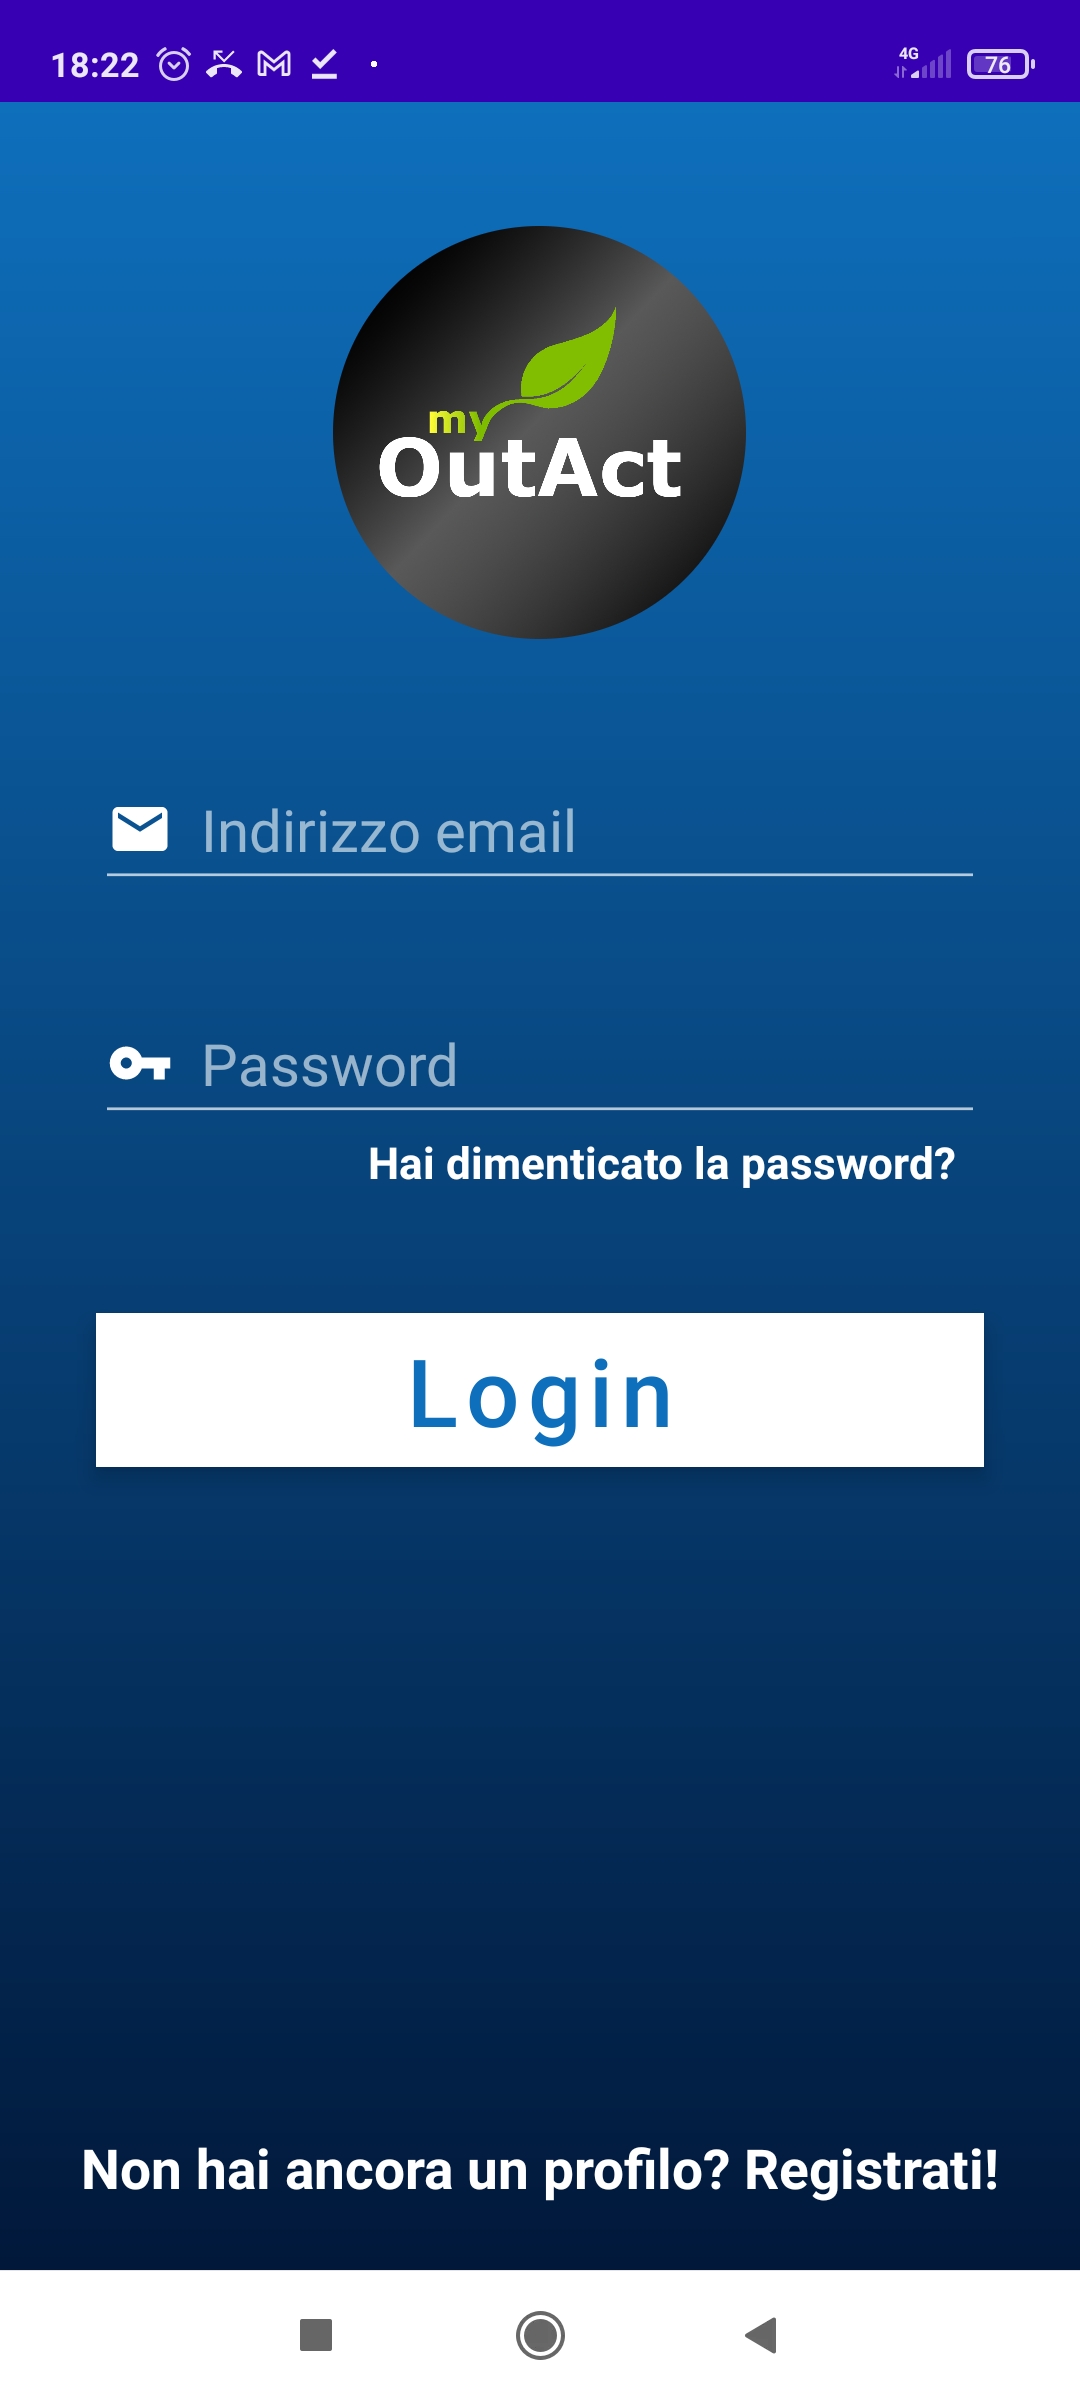 18:22 4G 76
my
OutAct
Indirizzo email
Password
Hai dimenticato la password?
Login
Non hai ancora un profilo? Registrati!